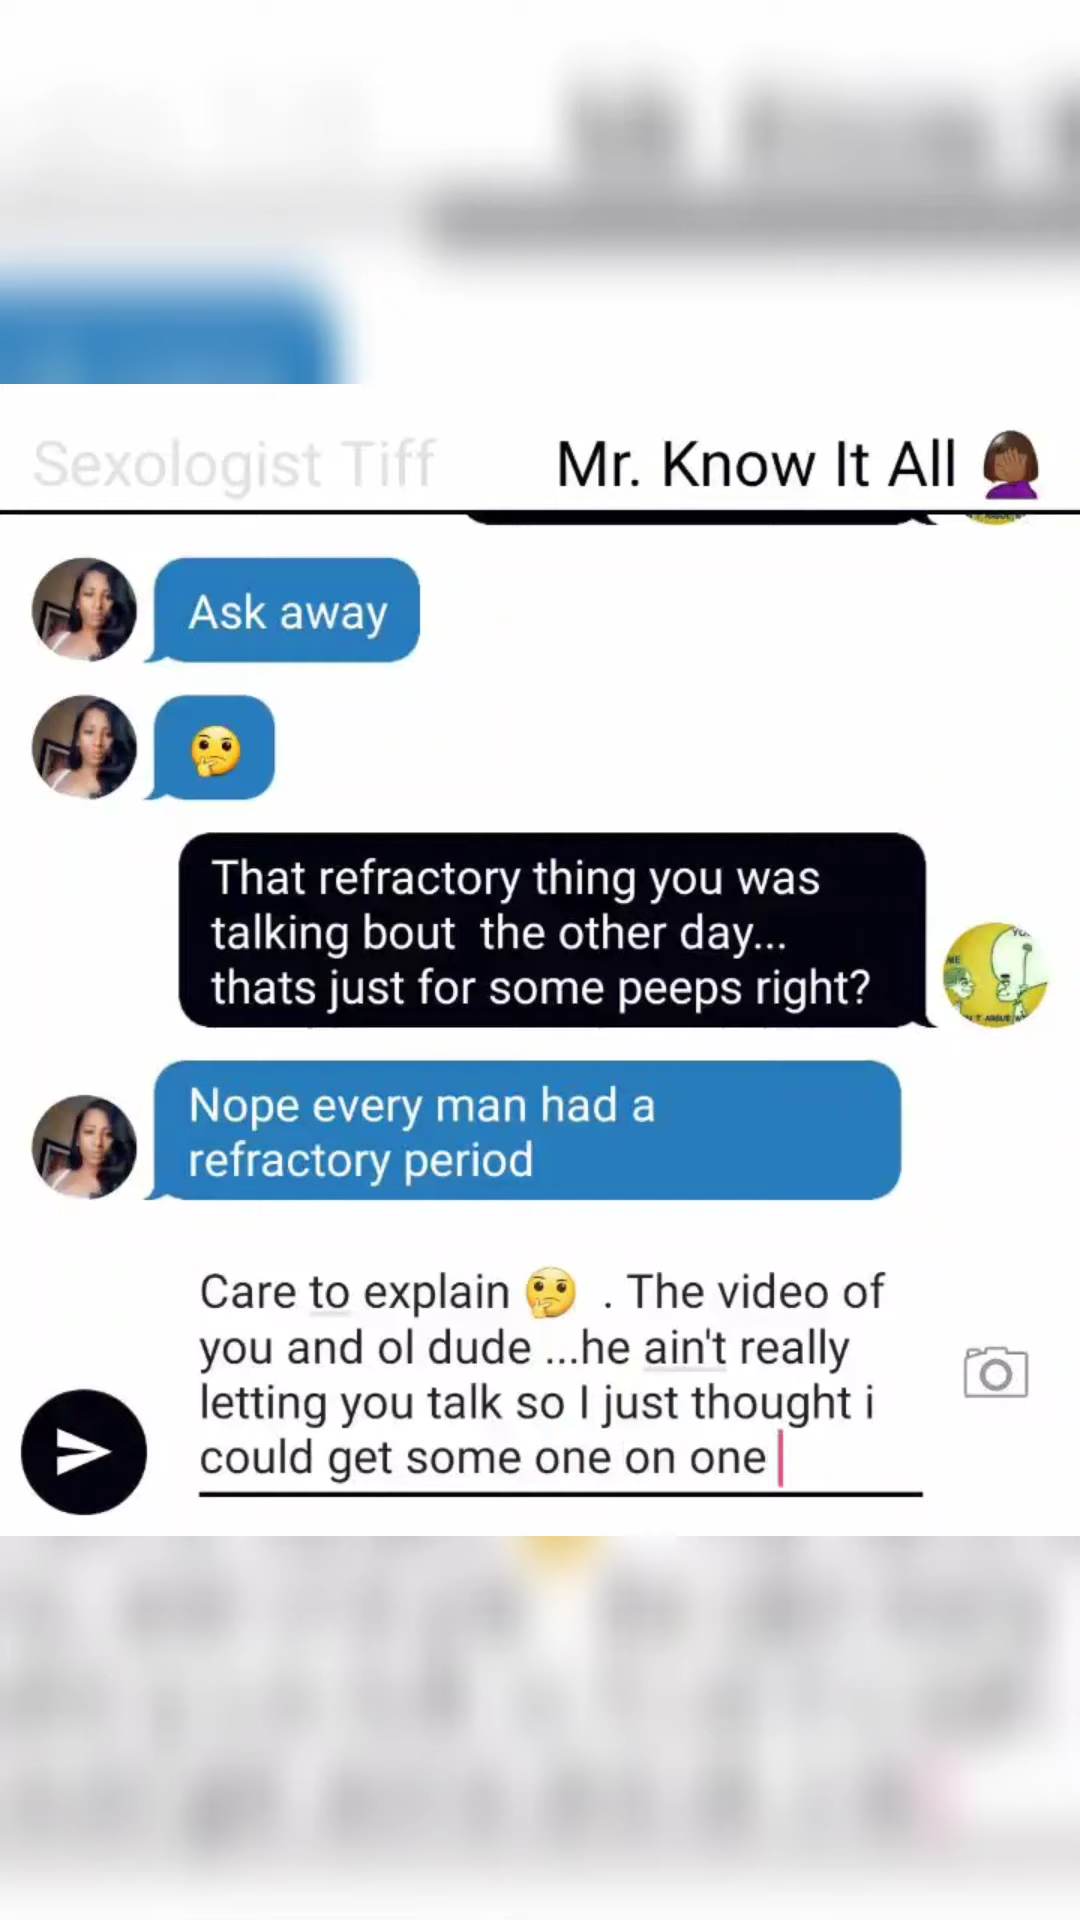 Sexologist Tiff
Mr. Know It All 🤦🏾‍♀️
Ask away
🤔
That refractory thing you was
talking bout  the other day...
thats just for some peeps right?
ME
Nope every man had a
refractory period
Care to explain 🤔 . The video of
you and ol dude ...he ain't really
letting you talk so I just thought i
could get some one on one